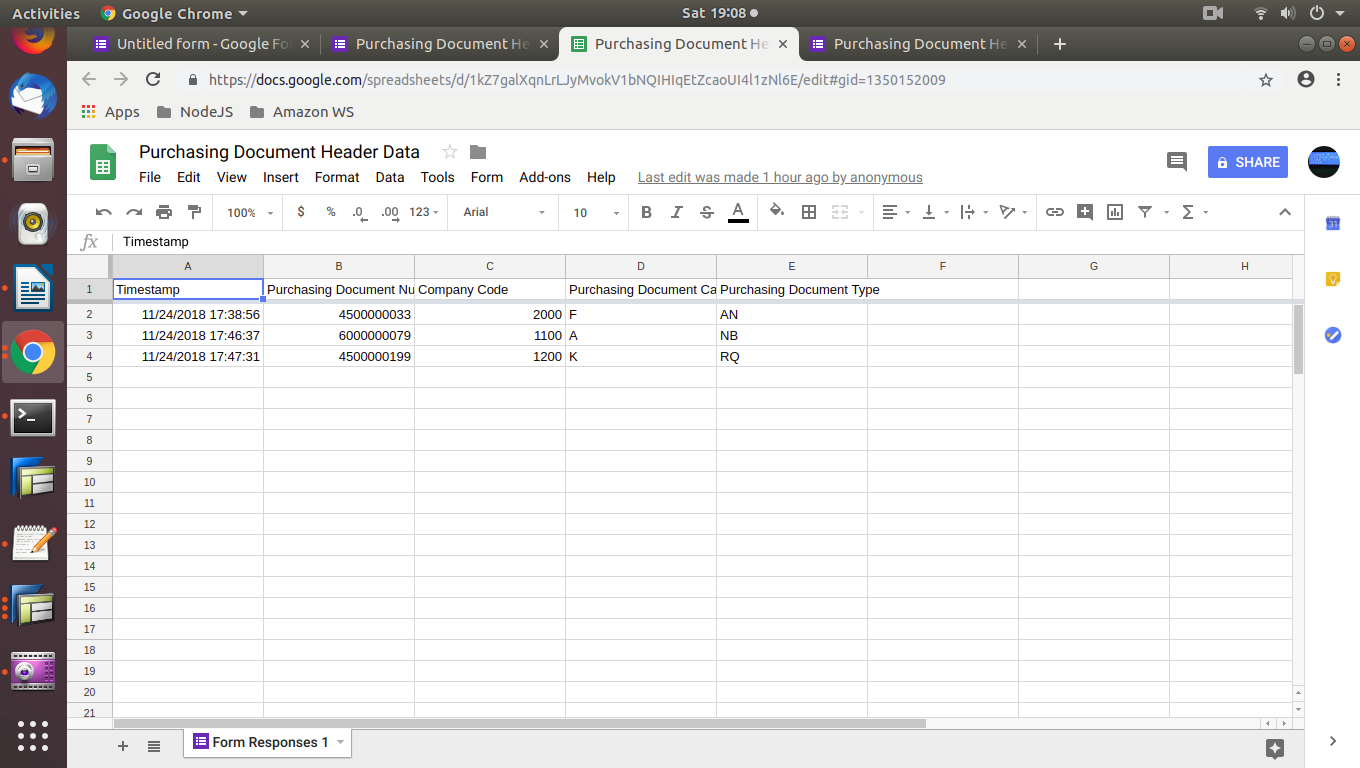 Activities Google Chrome Sat 19:08
Untitled form - Google Fo Purchasing Document He Purchasing Document He Purchasing Document He
https://docs.google.com/spreadsheets/d/1kZ7galXqnLrLJyMvokV1bNQIHIqEtZcaoUI4l1zNl6E/edit#gid=1350152009
Apps NodeJS Amazon WS
Purchasing Document Header Data
SHARE
File Edit View Insert Format Data Tools Form Add-ons Help Last edit was made 1 hour ago by anonymous
100% $ % .0 .00 123 Arial 10 B I S A
fx Timestamp
31
A B C D E F G H
1 Timestamp Purchasing Document Nu Company Code Purchasing Document Ca Purchasing Document Type
2 11/24/2018 17:38:56 4500000033 2000 F AN
3 11/24/2018 17:46:37 6000000079 1100 A NB
4 11/24/2018 17:47:31 4500000199 1200 K RQ
5
6
7
8
9
10
11
12
13
14
15
16
17
18
19
20
21
Form Responses 1